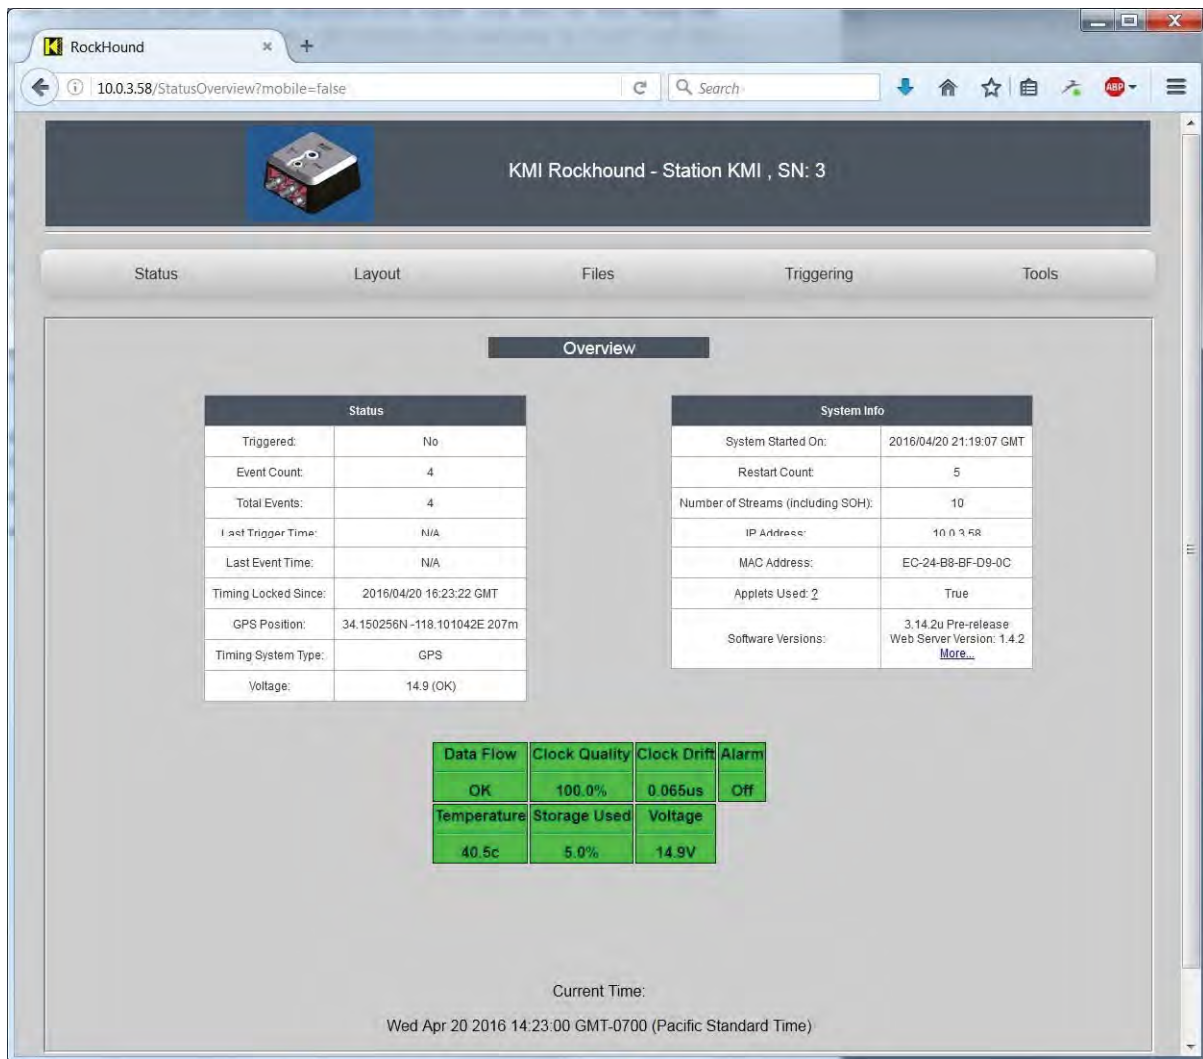 RockHound
10.0.3.58/StatusOverview?mobile=false
Search
ABP
KMI Rockhound - Station KMI , SN: 3
Status Layout Files Triggering Tools
Overview
Status
Triggered: No
Event Count: 4
Total Events: 4
Last Trigger Time: N/A
Last Event Time: N/A
Timing Locked Since: 2016/04/20 16:23:22 GMT
GPS Position: 34.150256N -118.101042E 207m
Timing System Type: GPS
Voltage: 14.9 (OK)
System Info
System Started On: 2016/04/20 21:19:07 GMT
Restart Count: 5
Number of Streams (including SOH): 10
IP Address: 10.0.3.58
MAC Address: EC-24-B8-BF-D9-0C
Applets Used: ? True
Software Versions: 3.14.2u Pre-release
Web Server Version: 1.4.2
More...
Data Flow Clock Quality Clock Drift Alarm
OK 100.0% 0.065us Off
Temperature Storage Used Voltage
40.5c 5.0% 14.9V
Current Time:
Wed Apr 20 2016 14:23:00 GMT-0700 (Pacific Standard Time)